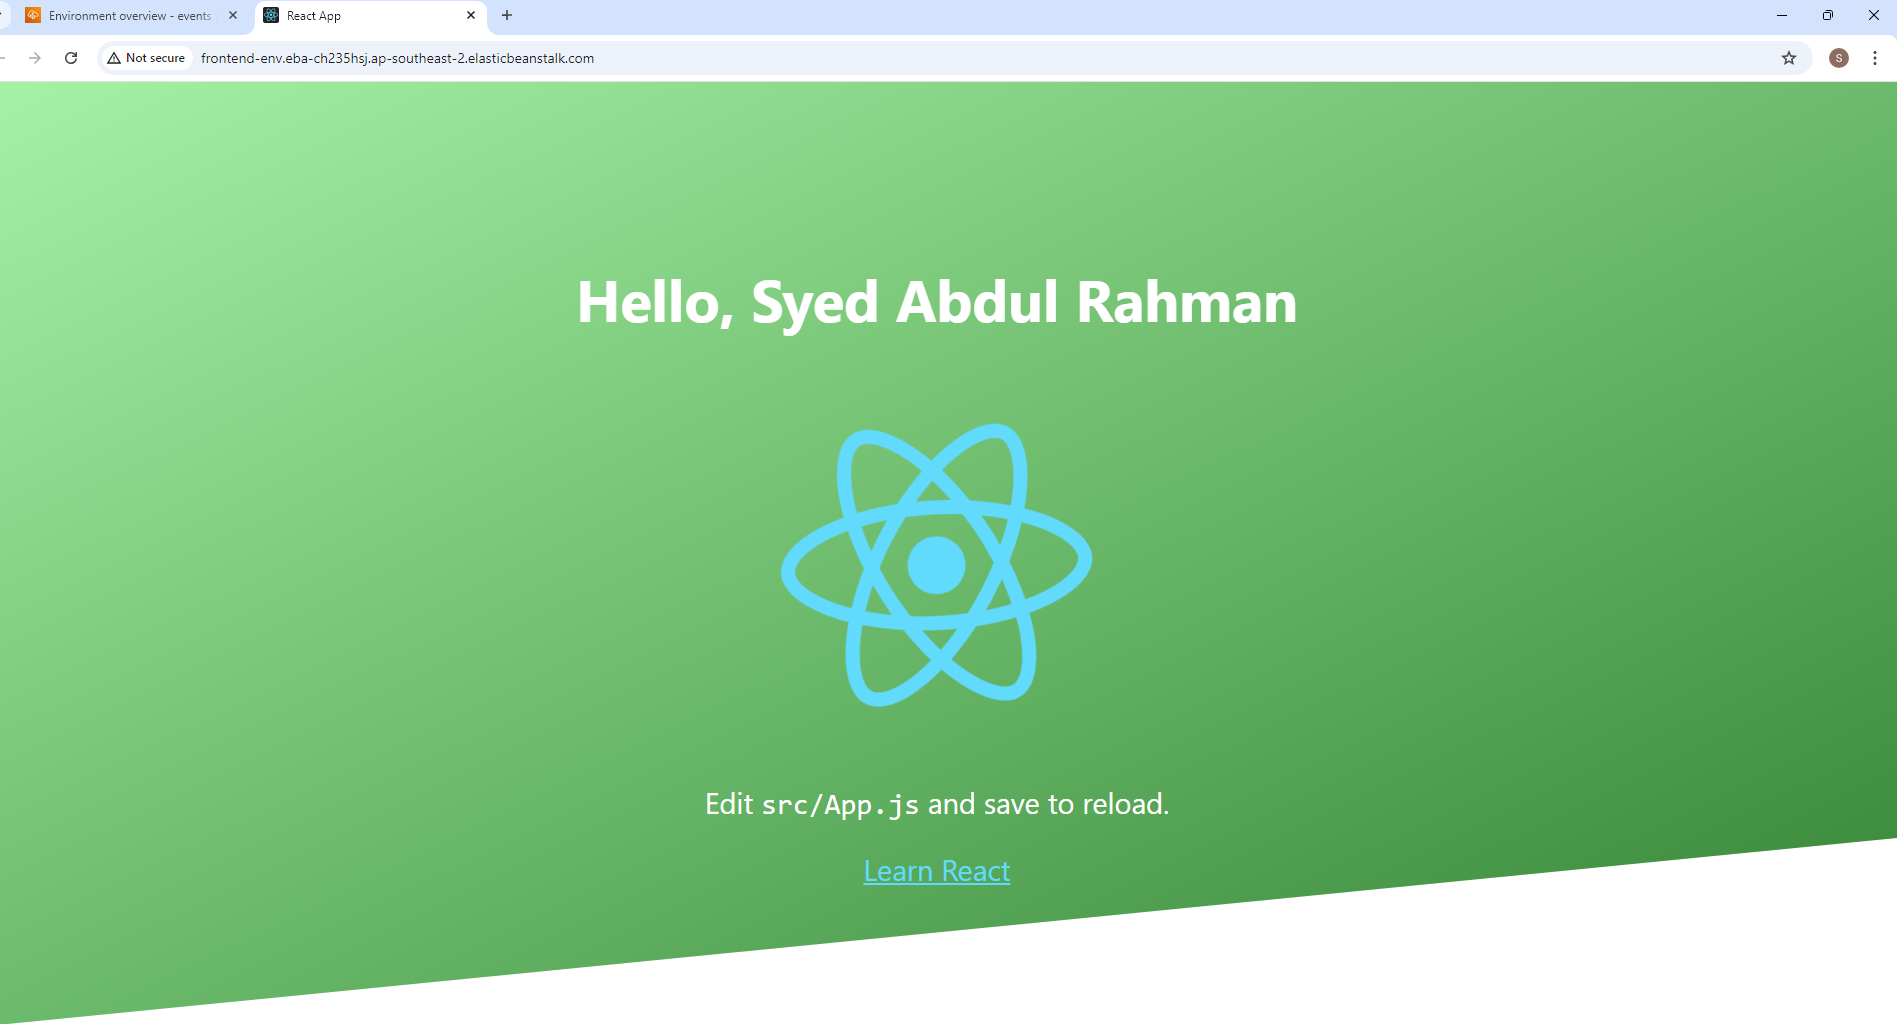 Environment overview - events
React App
Not secure
frontend-env.eba-ch235hsj.ap-southeast-2.elasticbeanstalk.com
S
Hello, Syed Abdul Rahman
Edit src/App.js and save to reload.
Learn React